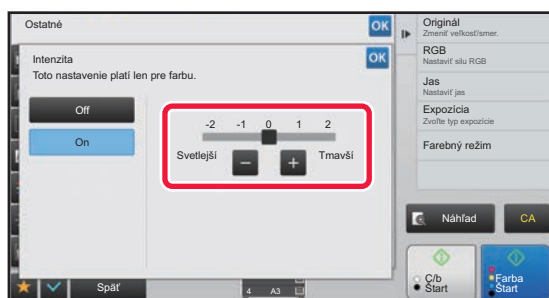 Ostatné
OK
Intenzita
OK
Toto nastavenie platí len pre farbu.
Off
On
-2 -1 0 1 2
Svetlejší − + Tmavší
Späť
4 A3
Originál
Zmeniť veľkosť/smer.
RGB
Nastaviť silu RGB
Jas
Nastaviť jas
Expozícia
Zvoľte typ expozície
Farebný režim
Náhľad
CA
Č/b
Štart
Farba
Štart